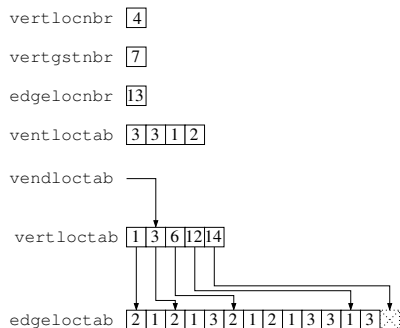 vertlocnbr 4
vertgstnbr 7
edgelocnbr 13
ventloctab 3 3 1 2
vendloctab
vertloctab 1 3 6 12 14
edgeloctab 2 1 2 1 3 2 1 2 1 3 3 1 3